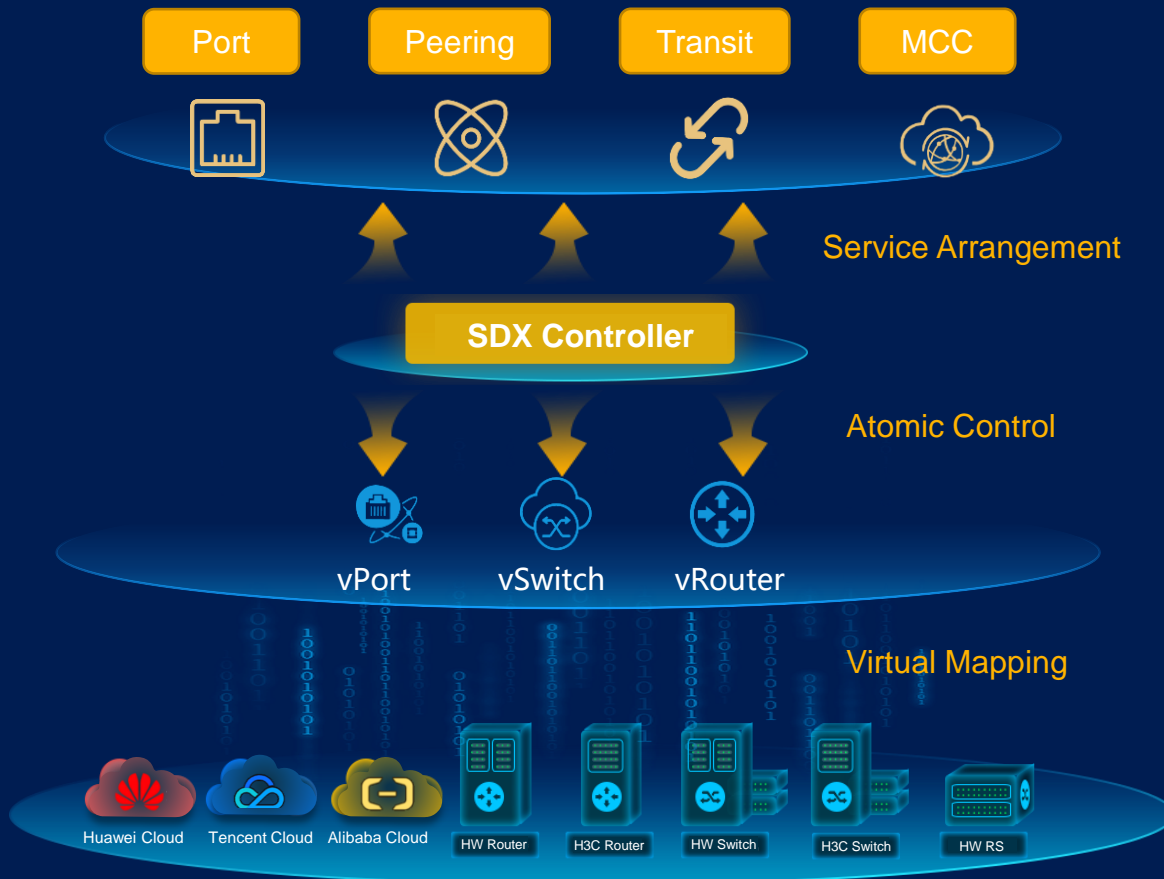 Port
Peering
Transit
MCC
Service Arrangement
SDX Controller
Atomic Control
vPort
vSwitch
vRouter
Virtual Mapping
Huawei Cloud
Tencent Cloud
Alibaba Cloud
HW Router
H3C Router
HW Switch
H3C Switch
HW RS